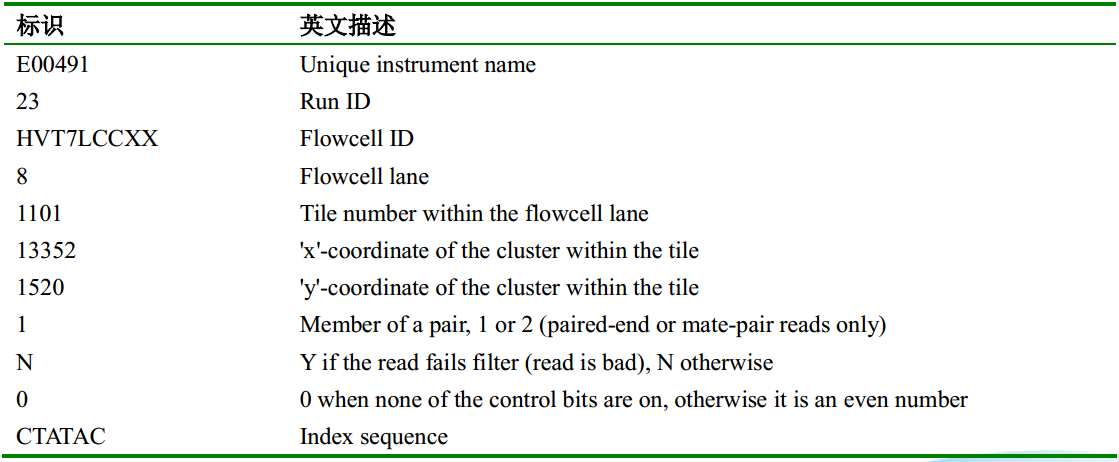 标识 英文描述
E00491 Unique instrument name
23 Run ID
HVT7LCCXX Flowcell ID
8 Flowcell lane
1101 Tile number within the flowcell lane
13352 'x'-coordinate of the cluster within the tile
1520 'y'-coordinate of the cluster within the tile
1 Member of a pair, 1 or 2 (paired-end or mate-pair reads only)
N Y if the read fails filter (read is bad), N otherwise
0 0 when none of the control bits are on, otherwise it is an even number
CTATAC Index sequence